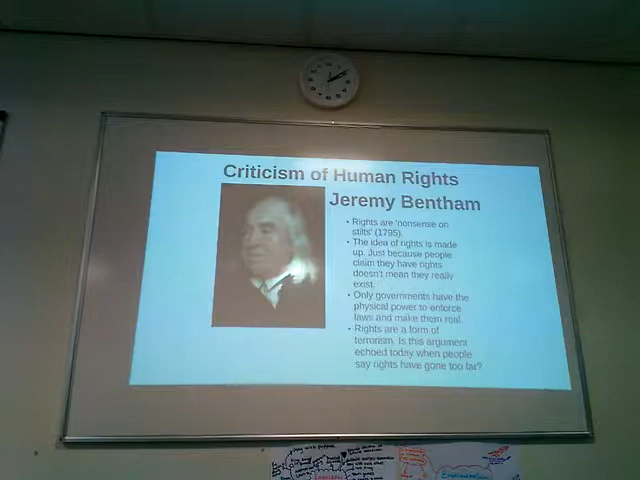 Criticism of Human Rights
Jeremy Bentham
• Rights are 'nonsense on
stilts' (1795).
• The idea of rights is made
up. Just because people
claim they have rights
doesn't mean they really
exist.
• Only governments have the
physical power to enforce
laws and make them real.
• Rights are a form of
terrorism. Is this argument
echoed today when people
say rights have gone too far?